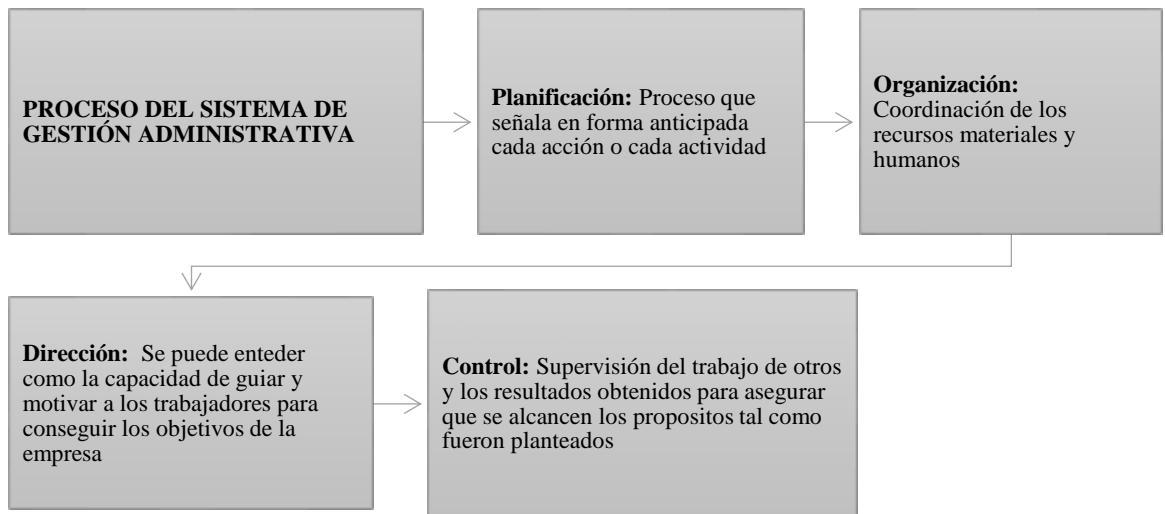 PROCESO DEL SISTEMA DE
GESTIÓN ADMINISTRATIVA
Planificación: Proceso que
señala en forma anticipada
cada acción o cada actividad
Organización:
Coordinación de los
recursos materiales y
humanos
Dirección: Se puede enteder
como la capacidad de guiar y
motivar a los trabajadores para
conseguir los objetivos de la
empresa
Control: Supervisión del trabajo de otros
y los resultados obtenidos para asegurar
que se alcancen los propositos tal como
fueron planteados